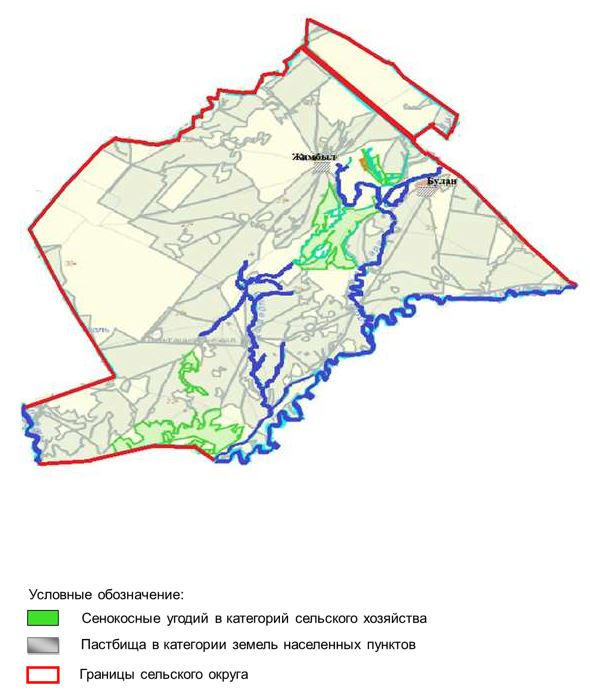 Жамбыл
Булан
Условные обозначение:
Сенокосные угодий в категорий сельского хозяйства
Пастбища в категории земель населенных пунктов
Границы сельского округа